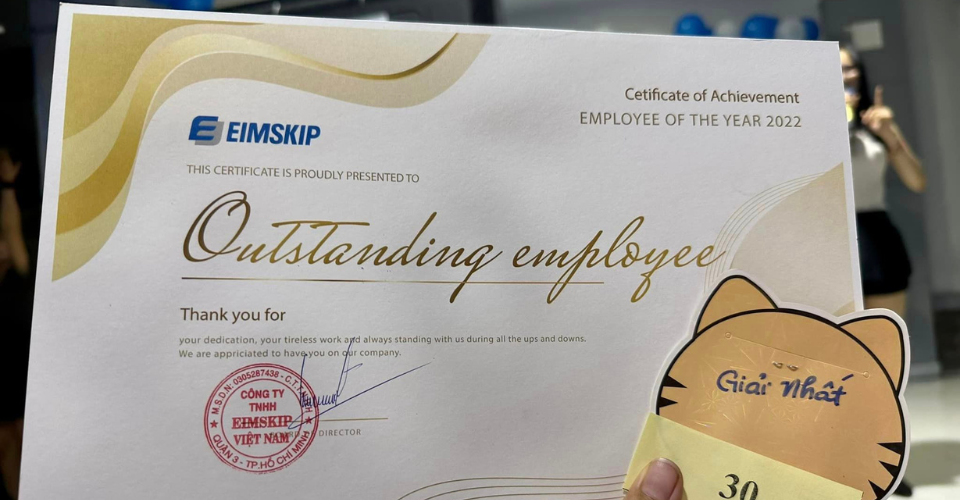 Cetificate of Achievement
EMPLOYEE OF THE YEAR 2022
EIMSKIP
THIS CERTIFICATE IS PROUDLY PRESENTED TO
Outstanding employee
Thank you for
your dedication, your tireless work and always standing with us during all the ups and downs.
We are appriciated to have you on our company.
M.S.D.N: 0305287438 - C.T.
CÔNG TY
TNHH
EIMSKIP
VIỆT NAM
QUẬN 3 - TP.HỒ CHÍ MINH
DIRECTOR
Giải Nhất
30